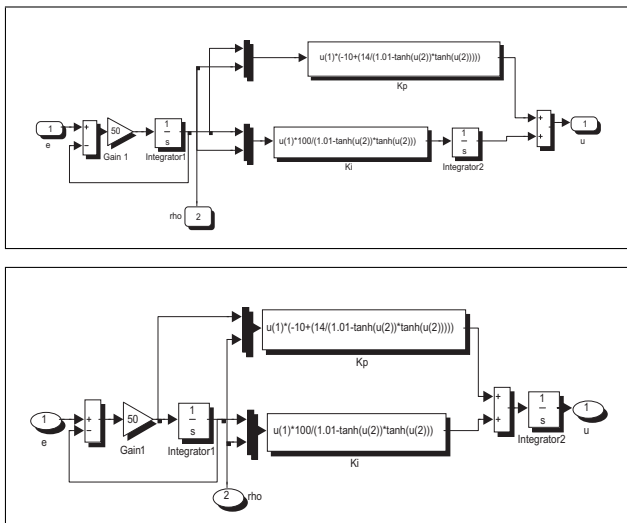 u(1)*(-10+(14/(1.01-tanh(u(2))*tanh(u(2)))))
Kp
1
e
+
−
50
Gain 1
1
s
Integrator1
u(1)*100/(1.01-tanh(u(2))*tanh(u(2)))
Ki
1
s
Integrator2
+
+
1
u
rho
2
u(1)*(-10+(14/(1.01-tanh(u(2))*tanh(u(2)))))
Kp
1
e
+
−
50
Gain1
1
s
Integrator1
u(1)*100/(1.01-tanh(u(2))*tanh(u(2)))
Ki
+
+
1
s
Integrator2
1
u
2
rho